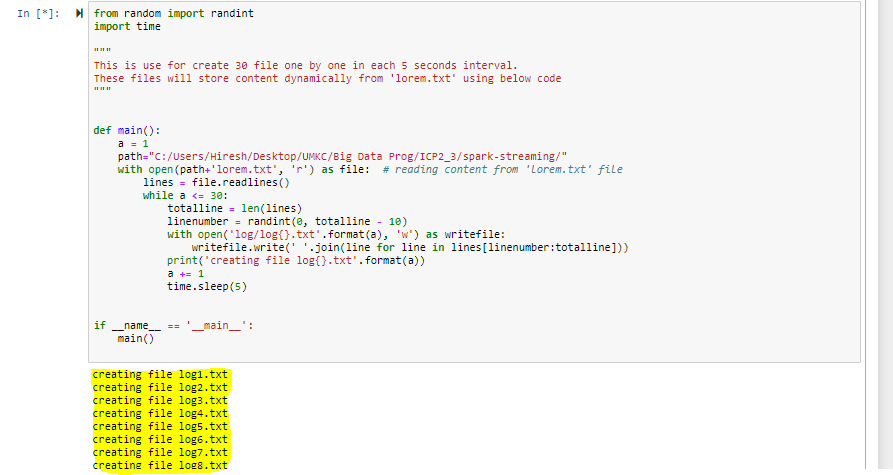 In [*]:
from random import randint
import time
"""
This is use for create 30 file one by one in each 5 seconds interval.
These files will store content dynamically from 'lorem.txt' using below code
"""
def main():
    a = 1
    path="C:/Users/Hiresh/Desktop/UMKC/Big Data Prog/ICP2_3/spark-streaming/"
    with open(path+'lorem.txt', 'r') as file:  # reading content from 'lorem.txt' file
        lines = file.readlines()
        while a <= 30:
            totalline = len(lines)
            linenumber = randint(0, totalline - 10)
            with open('log/log{}.txt'.format(a), 'w') as writefile:
                writefile.write(' '.join(line for line in lines[linenumber:totalline]))
            print('creating file log{}.txt'.format(a))
            a += 1
            time.sleep(5)
if __name__ == '__main__':
    main()
creating file log1.txt
creating file log2.txt
creating file log3.txt
creating file log4.txt
creating file log5.txt
creating file log6.txt
creating file log7.txt
creating file log8.txt